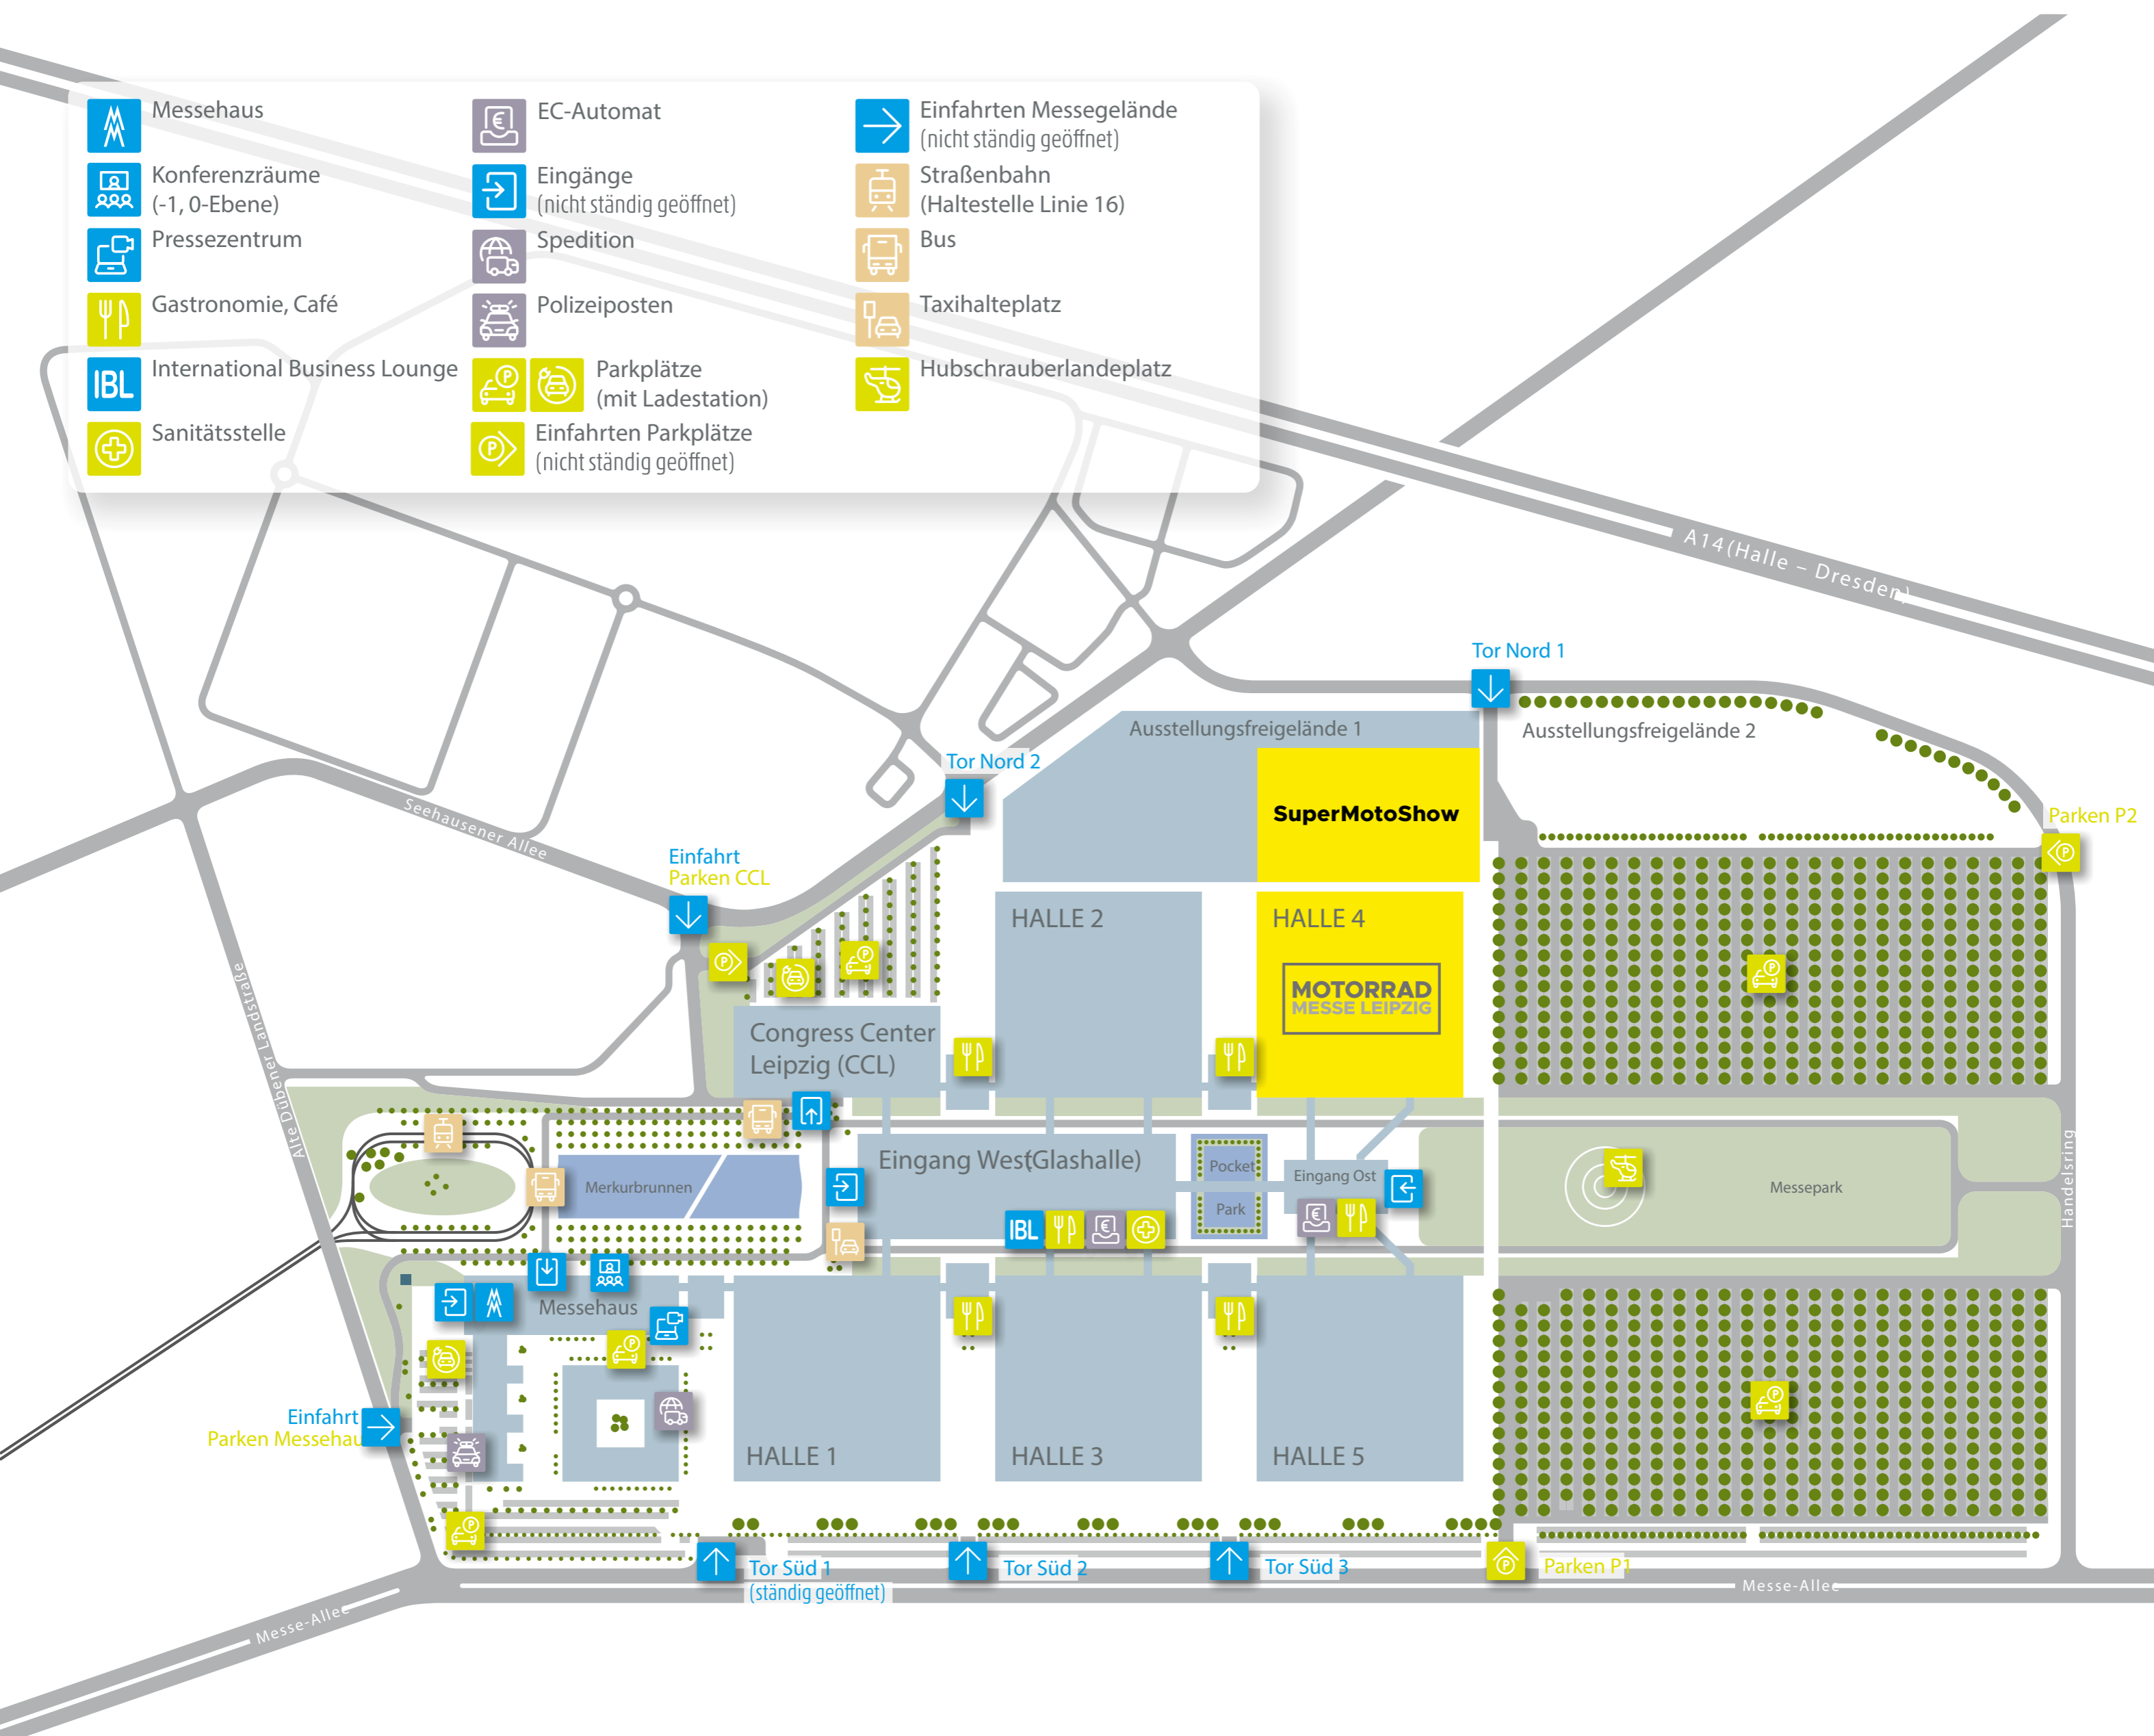 Messehaus
Konferenzräume
(-1, 0-Ebene)
Pressezentrum
Gastronomie, Café
IBL
International Business Lounge
Sanitätsstelle
EC-Automat
Eingänge
(nicht ständig geöffnet)
Spedition
Polizeiposten
P
Parkplätze
(mit Ladestation)
P
Einfahrten Parkplätze
(nicht ständig geöffnet)
Einfahrten Messegelände
(nicht ständig geöffnet)
Straßenbahn
(Haltestelle Linie 16)
Bus
Taxihalteplatz
Hubschrauberlandeplatz
A14 (Halle – Dresden)
Tor Nord 1
Ausstellungsfreigelände 1
Ausstellungsfreigelände 2
Tor Nord 2
SuperMotoShow
Parken P2
P
Seehausener Allee
Einfahrt
Parken CCL
HALLE 2
HALLE 4
P
P
P
MOTORRAD
MESSE LEIPZIG
Alte Dübener Landstraße
Congress Center
Leipzig (CCL)
Eingang West (Glashalle)
Pocket
Park
Eingang Ost
Merkurbrunnen
Messepark
Handelsring
IBL
Messehaus
P
Einfahrt
Parken Messehau
HALLE 1
HALLE 3
HALLE 5
P
P
Tor Süd 1
(ständig geöffnet)
Tor Süd 2
Tor Süd 3
P
Parken P1
Messe-Allee
Messe-Allee